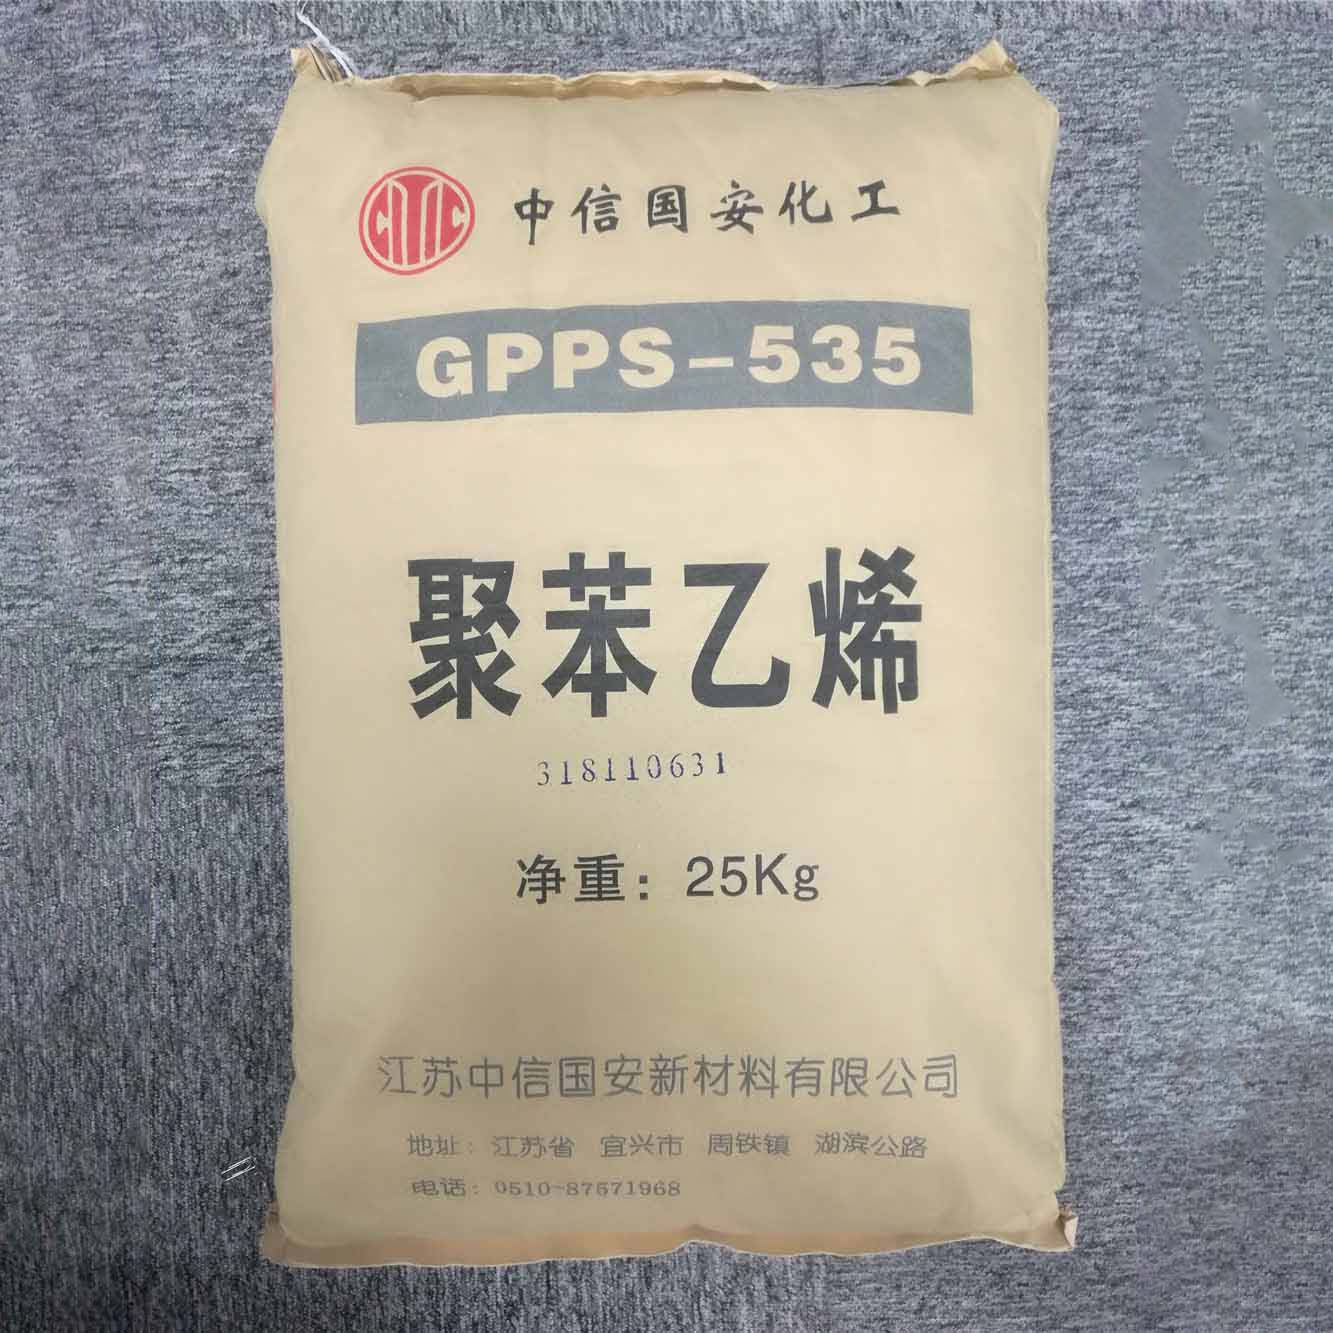 CITIC
中信国安化工
GPPS-535
聚苯乙烯
318110631
净重：25Kg
江苏中信国安新材料有限公司
地址：江苏省 宜兴市 周铁镇 湖滨公路
电话：0510-87571968